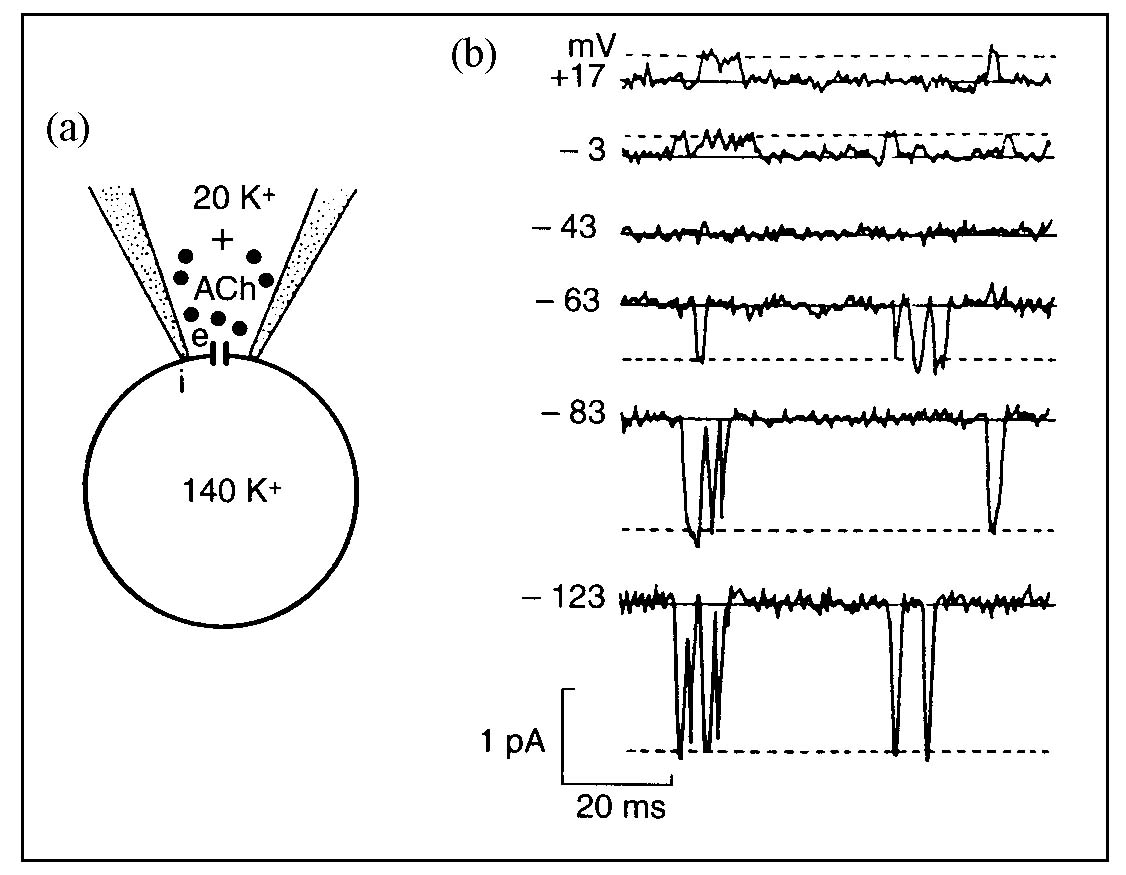 (a)
20 K⁺
+
ACh
e
i
140 K⁺
(b)
mV
+17
– 3
– 43
– 63
– 83
– 123
1 pA
20 ms